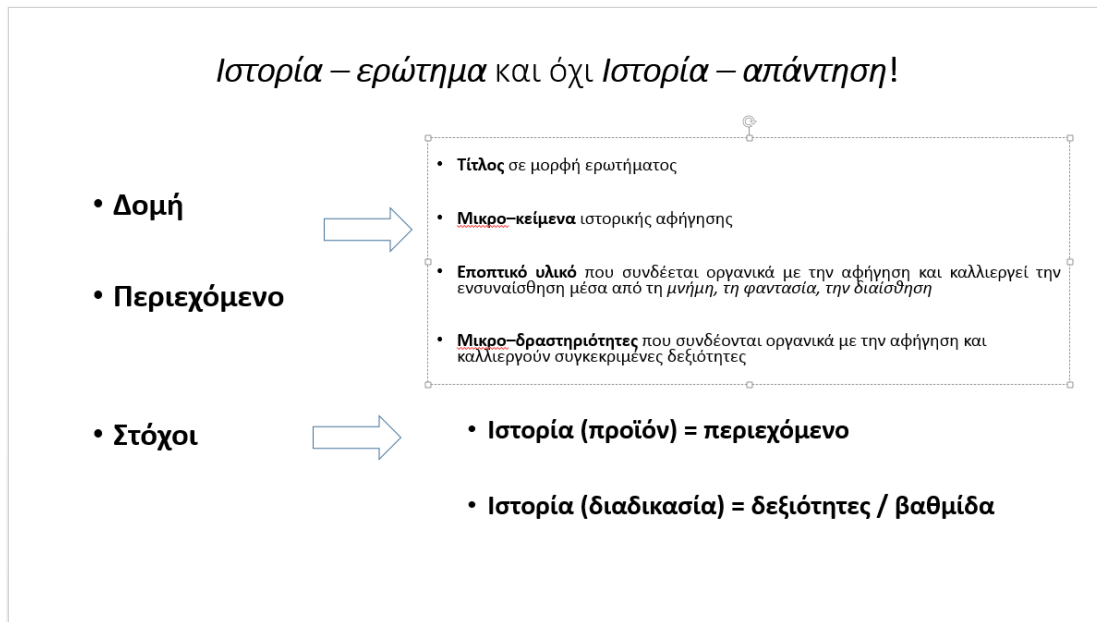 Ιστορία – ερώτημα και όχι Ιστορία – απάντηση!
• Δομή
• Περιεχόμενο
• Τίτλος σε μορφή ερωτήματος
• Μικρο–κείμενα ιστορικής αφήγησης
• Εποπτικό υλικό που συνδέεται οργανικά με την αφήγηση και καλλιεργεί την
ενσυναίσθηση μέσα από τη μνήμη, τη φαντασία, την διαίσθηση
• Μικρο–δραστηριότητες που συνδέονται οργανικά με την αφήγηση και
καλλιεργούν συγκεκριμένες δεξιότητες
• Στόχοι
• Ιστορία (προϊόν) = περιεχόμενο
• Ιστορία (διαδικασία) = δεξιότητες / βαθμίδα